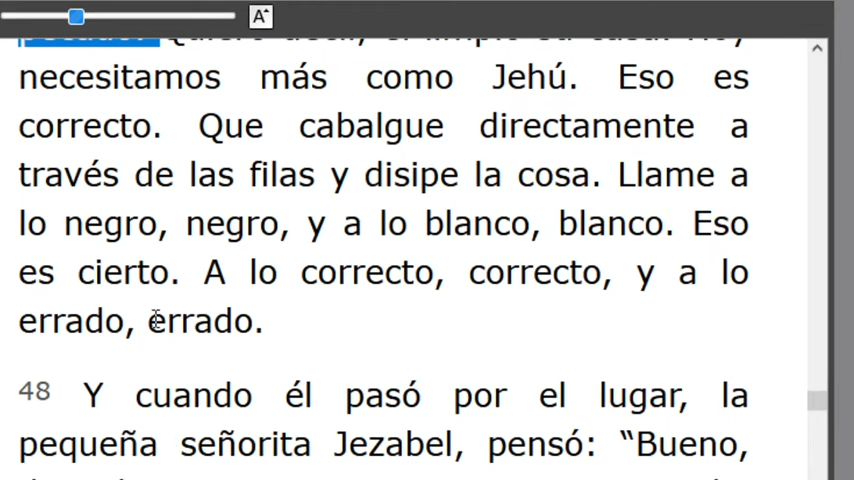 A
necesitamos más como Jehú. Eso es
correcto. Que cabalgue directamente a
través de las filas y disipe la cosa. Llame a
lo negro, negro, y a lo blanco, blanco. Eso
es cierto. A lo correcto, correcto, y a lo
errado, errado.
48 Y cuando él pasó por el lugar, la
pequeña señorita Jezabel, pensó: “Bueno,